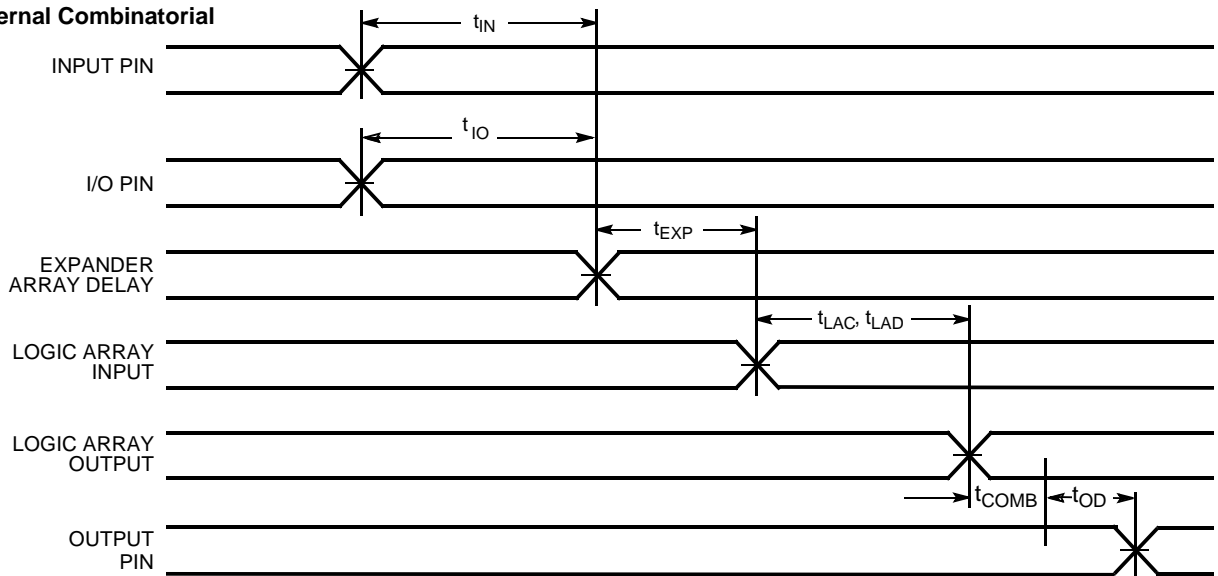 ernal Combinatorial
tIN
INPUT PIN
tIO
I/O PIN
tEXP
EXPANDER
ARRAY DELAY
tLAC, tLAD
LOGIC ARRAY
INPUT
LOGIC ARRAY
OUTPUT
tCOMB
tOD
OUTPUT
PIN